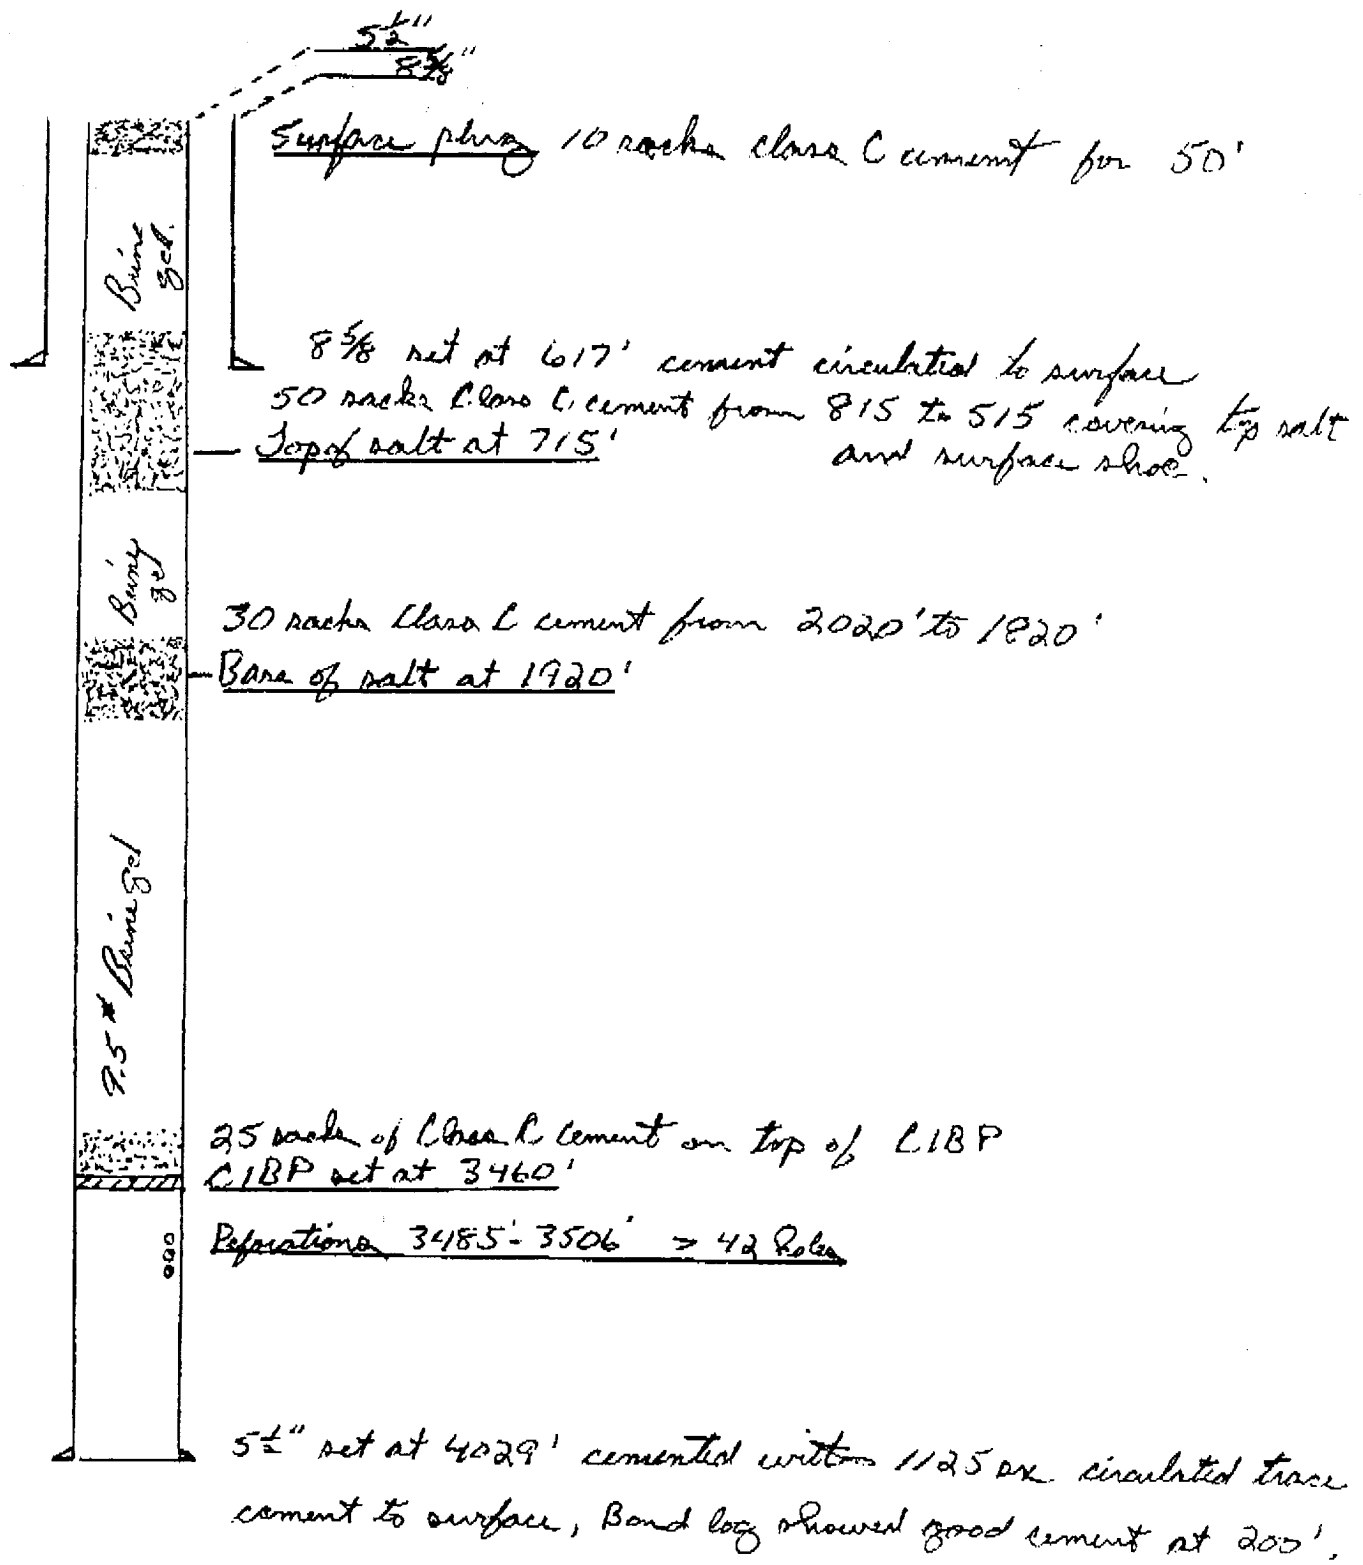 5½"
8⅝"
Surface plug 10 sacks class C cement for 50'
Brine
gel.
8⅝ set at 617' cement circulated to surface
50 sacks Class C cement from 815 to 515 covering top salt
and surface shoe.
Top of salt at 715'
Brine
gel
30 sacks Class C cement from 2020' to 1820'
Base of salt at 1920'
9.5# Brine gel
25 sacks of Class C cement on top of CIBP
CIBP set at 3460'
Peforations 3485'-3506' > 42 holes
5½" set at 4029' cemented with 1125 sx circulated trace
cement to surface, Bond log showed good cement at 200'.